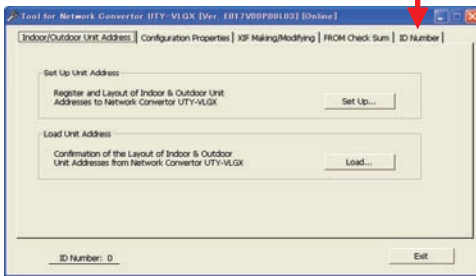 Tool for Network Convertor UTY-VLGX [Ver. E017V00P00L03] [Online]
Indoor/Outdoor Unit Address
Configuration Properties
XIF Making/Modifying
FROM Check Sum
ID Number
Set Up Unit Address
Register and Layout of Indoor & Outdoor Unit
Addresses to Network Convertor UTY-VLGX
Set Up...
Load Unit Address
Confirmation of the Layout of Indoor & Outdoor
Unit Addresses from Network Convertor UTY-VLGX
Load...
ID Number: 0
Exit